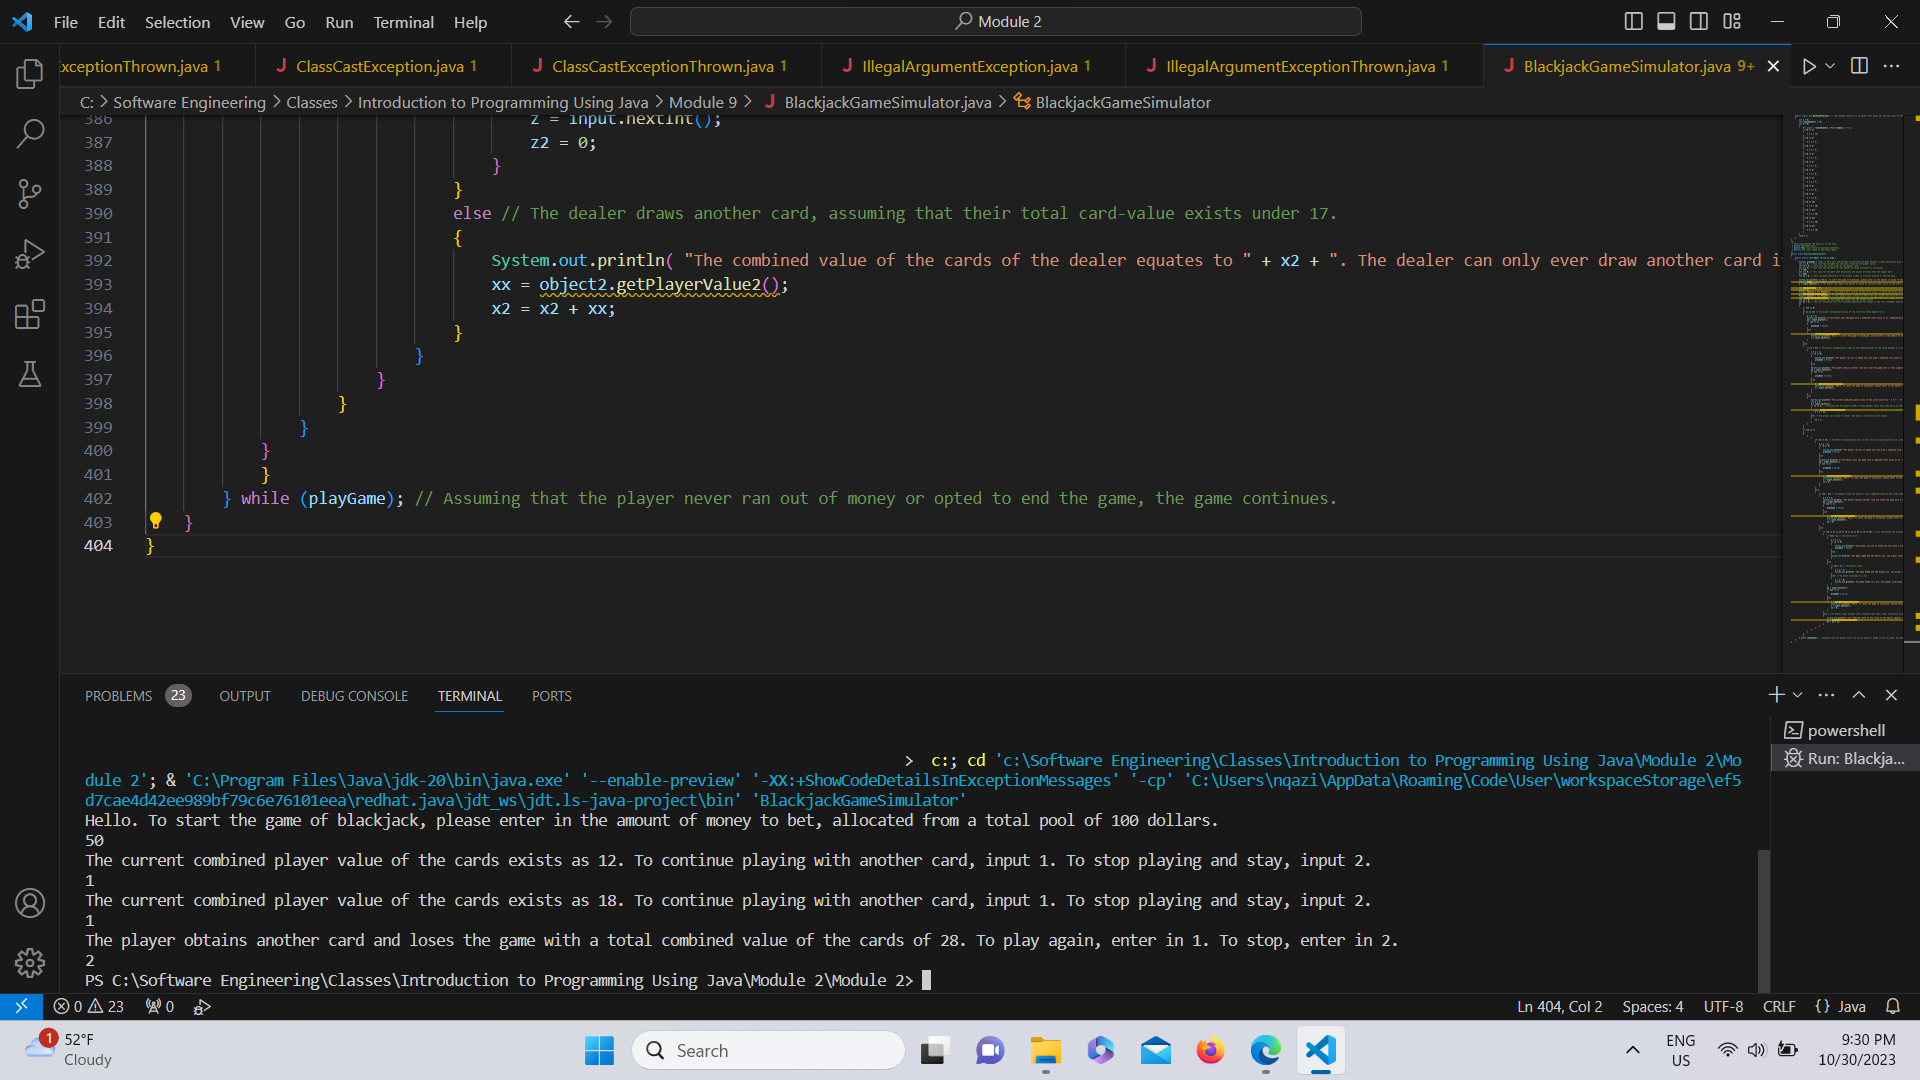 File Edit Selection View Go Run Terminal Help
Module 2
xceptionThrown.java 1
ClassCastException.java 1
ClassCastExceptionThrown.java 1
IllegalArgumentException.java 1
IllegalArgumentExceptionThrown.java 1
BlackjackGameSimulator.java 9+
C: > Software Engineering > Classes > Introduction to Programming Using Java > Module 9 > BlackjackGameSimulator.java > BlackjackGameSimulator
386 z = input.nextInt();
387 z2 = 0;
388 }
389 }
390 else // The dealer draws another card, assuming that their total card-value exists under 17.
391 {
392 System.out.println( "The combined value of the cards of the dealer equates to " + x2 + ". The dealer can only ever draw another card i
393 xx = object2.getPlayerValue2();
394 x2 = x2 + xx;
395 }
396 }
397 }
398 }
399 }
400 }
401 }
402 } while (playGame); // Assuming that the player never ran out of money or opted to end the game, the game continues.
403 }
404 }
PROBLEMS 23 OUTPUT DEBUG CONSOLE TERMINAL PORTS
powershell
Run: Blackja...
> c:; cd 'c:\Software Engineering\Classes\Introduction to Programming Using Java\Module 2\Mo
dule 2'; & 'C:\Program Files\Java\jdk-20\bin\java.exe' '--enable-preview' '-XX:+ShowCodeDetailsInExceptionMessages' '-cp' 'C:\Users\nqazi\AppData\Roaming\Code\User\workspaceStorage\ef5
d7cae4d42ee989bf79c6e76101eea\redhat.java\jdt_ws\jdt.ls-java-project\bin' 'BlackjackGameSimulator'
Hello. To start the game of blackjack, please enter in the amount of money to bet, allocated from a total pool of 100 dollars.
50
The current combined player value of the cards exists as 12. To continue playing with another card, input 1. To stop playing and stay, input 2.
1
The current combined player value of the cards exists as 18. To continue playing with another card, input 1. To stop playing and stay, input 2.
1
The player obtains another card and loses the game with a total combined value of the cards of 28. To play again, enter in 1. To stop, enter in 2.
2
PS C:\Software Engineering\Classes\Introduction to Programming Using Java\Module 2\Module 2>
0 23 0
Ln 404, Col 2 Spaces: 4 UTF-8 CRLF {} Java
1
52°F
Cloudy
Search
ENG
US
9:30 PM
10/30/2023